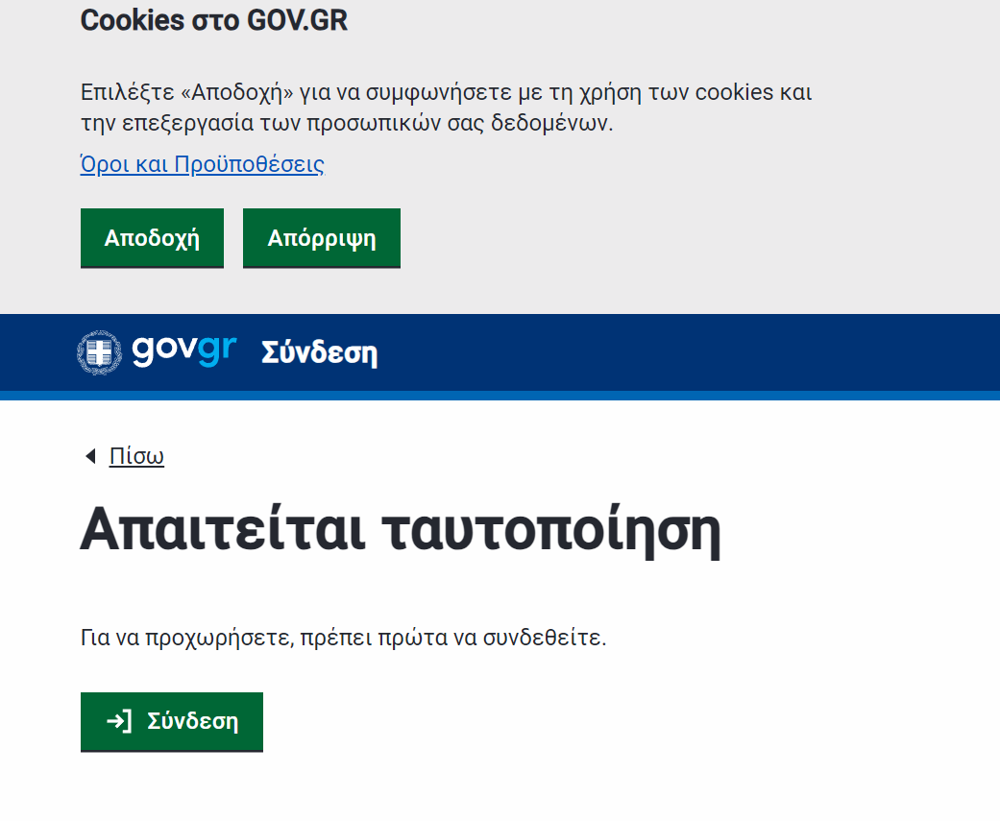 Cookies στο GOV.GR
Επιλέξτε «Αποδοχή» για να συμφωνήσετε με τη χρήση των cookies και
την επεξεργασία των προσωπικών σας δεδομένων.
Όροι και Προϋποθέσεις
Αποδοχή Απόρριψη
govgr Σύνδεση
Πίσω
Απαιτείται ταυτοποίηση
Για να προχωρήσετε, πρέπει πρώτα να συνδεθείτε.
Σύνδεση